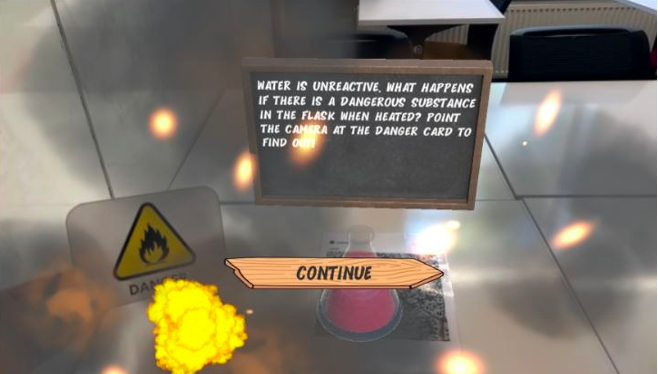 WATER IS UNREACTIVE, WHAT HAPPENS
IF THERE IS A DANGEROUS SUBSTANCE
IN THE FLASK WHEN HEATED? POINT
THE CAMERA AT THE DANGER CARD TO
FIND OUT!
DANGER
CONTINUE